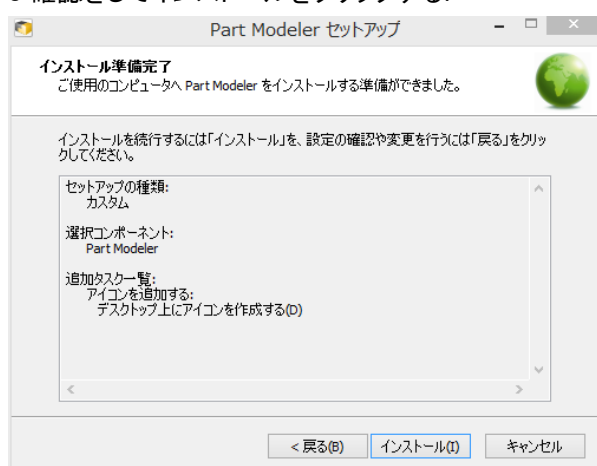 Part Modeler セットアップ
インストール準備完了
ご使用のコンピュータへ Part Modeler をインストールする準備ができました。
インストールを続行するには「インストール」を、設定の確認や変更を行うには「戻る」をクリッ
クしてください。
セットアップの種類:
カスタム
選択コンポーネント:
Part Modeler
追加タスク一覧:
アイコンを追加する:
デスクトップ上にアイコンを作成する(D)
< 戻る(B)
インストール(I)
キャンセル